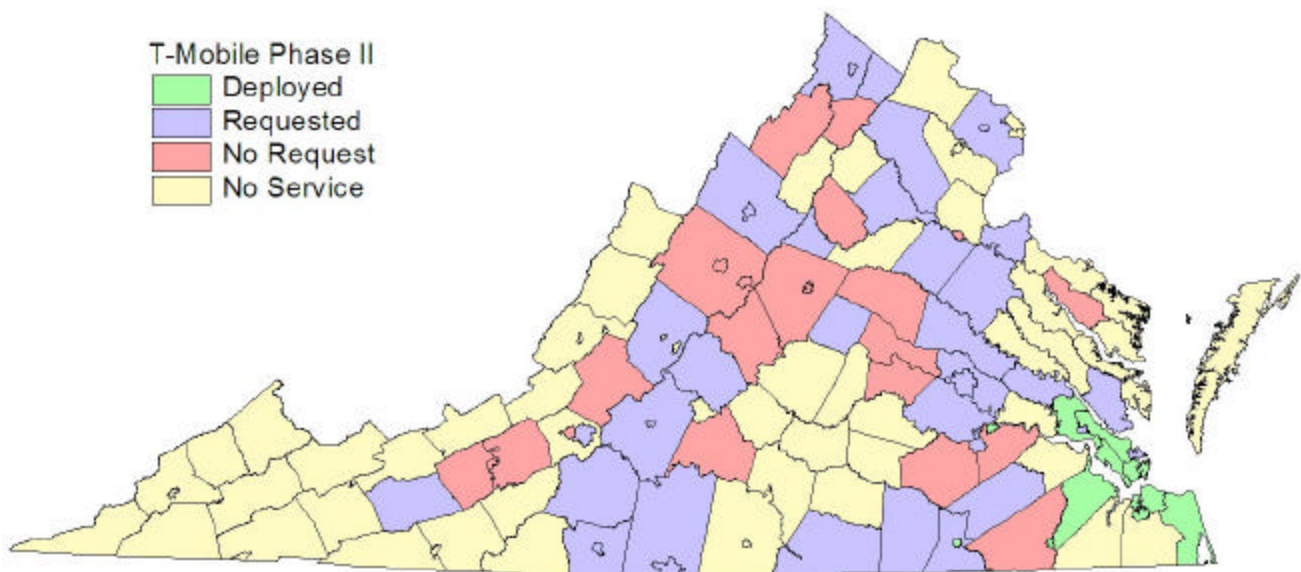 T-Mobile Phase II
Deployed
Requested
No Request
No Service